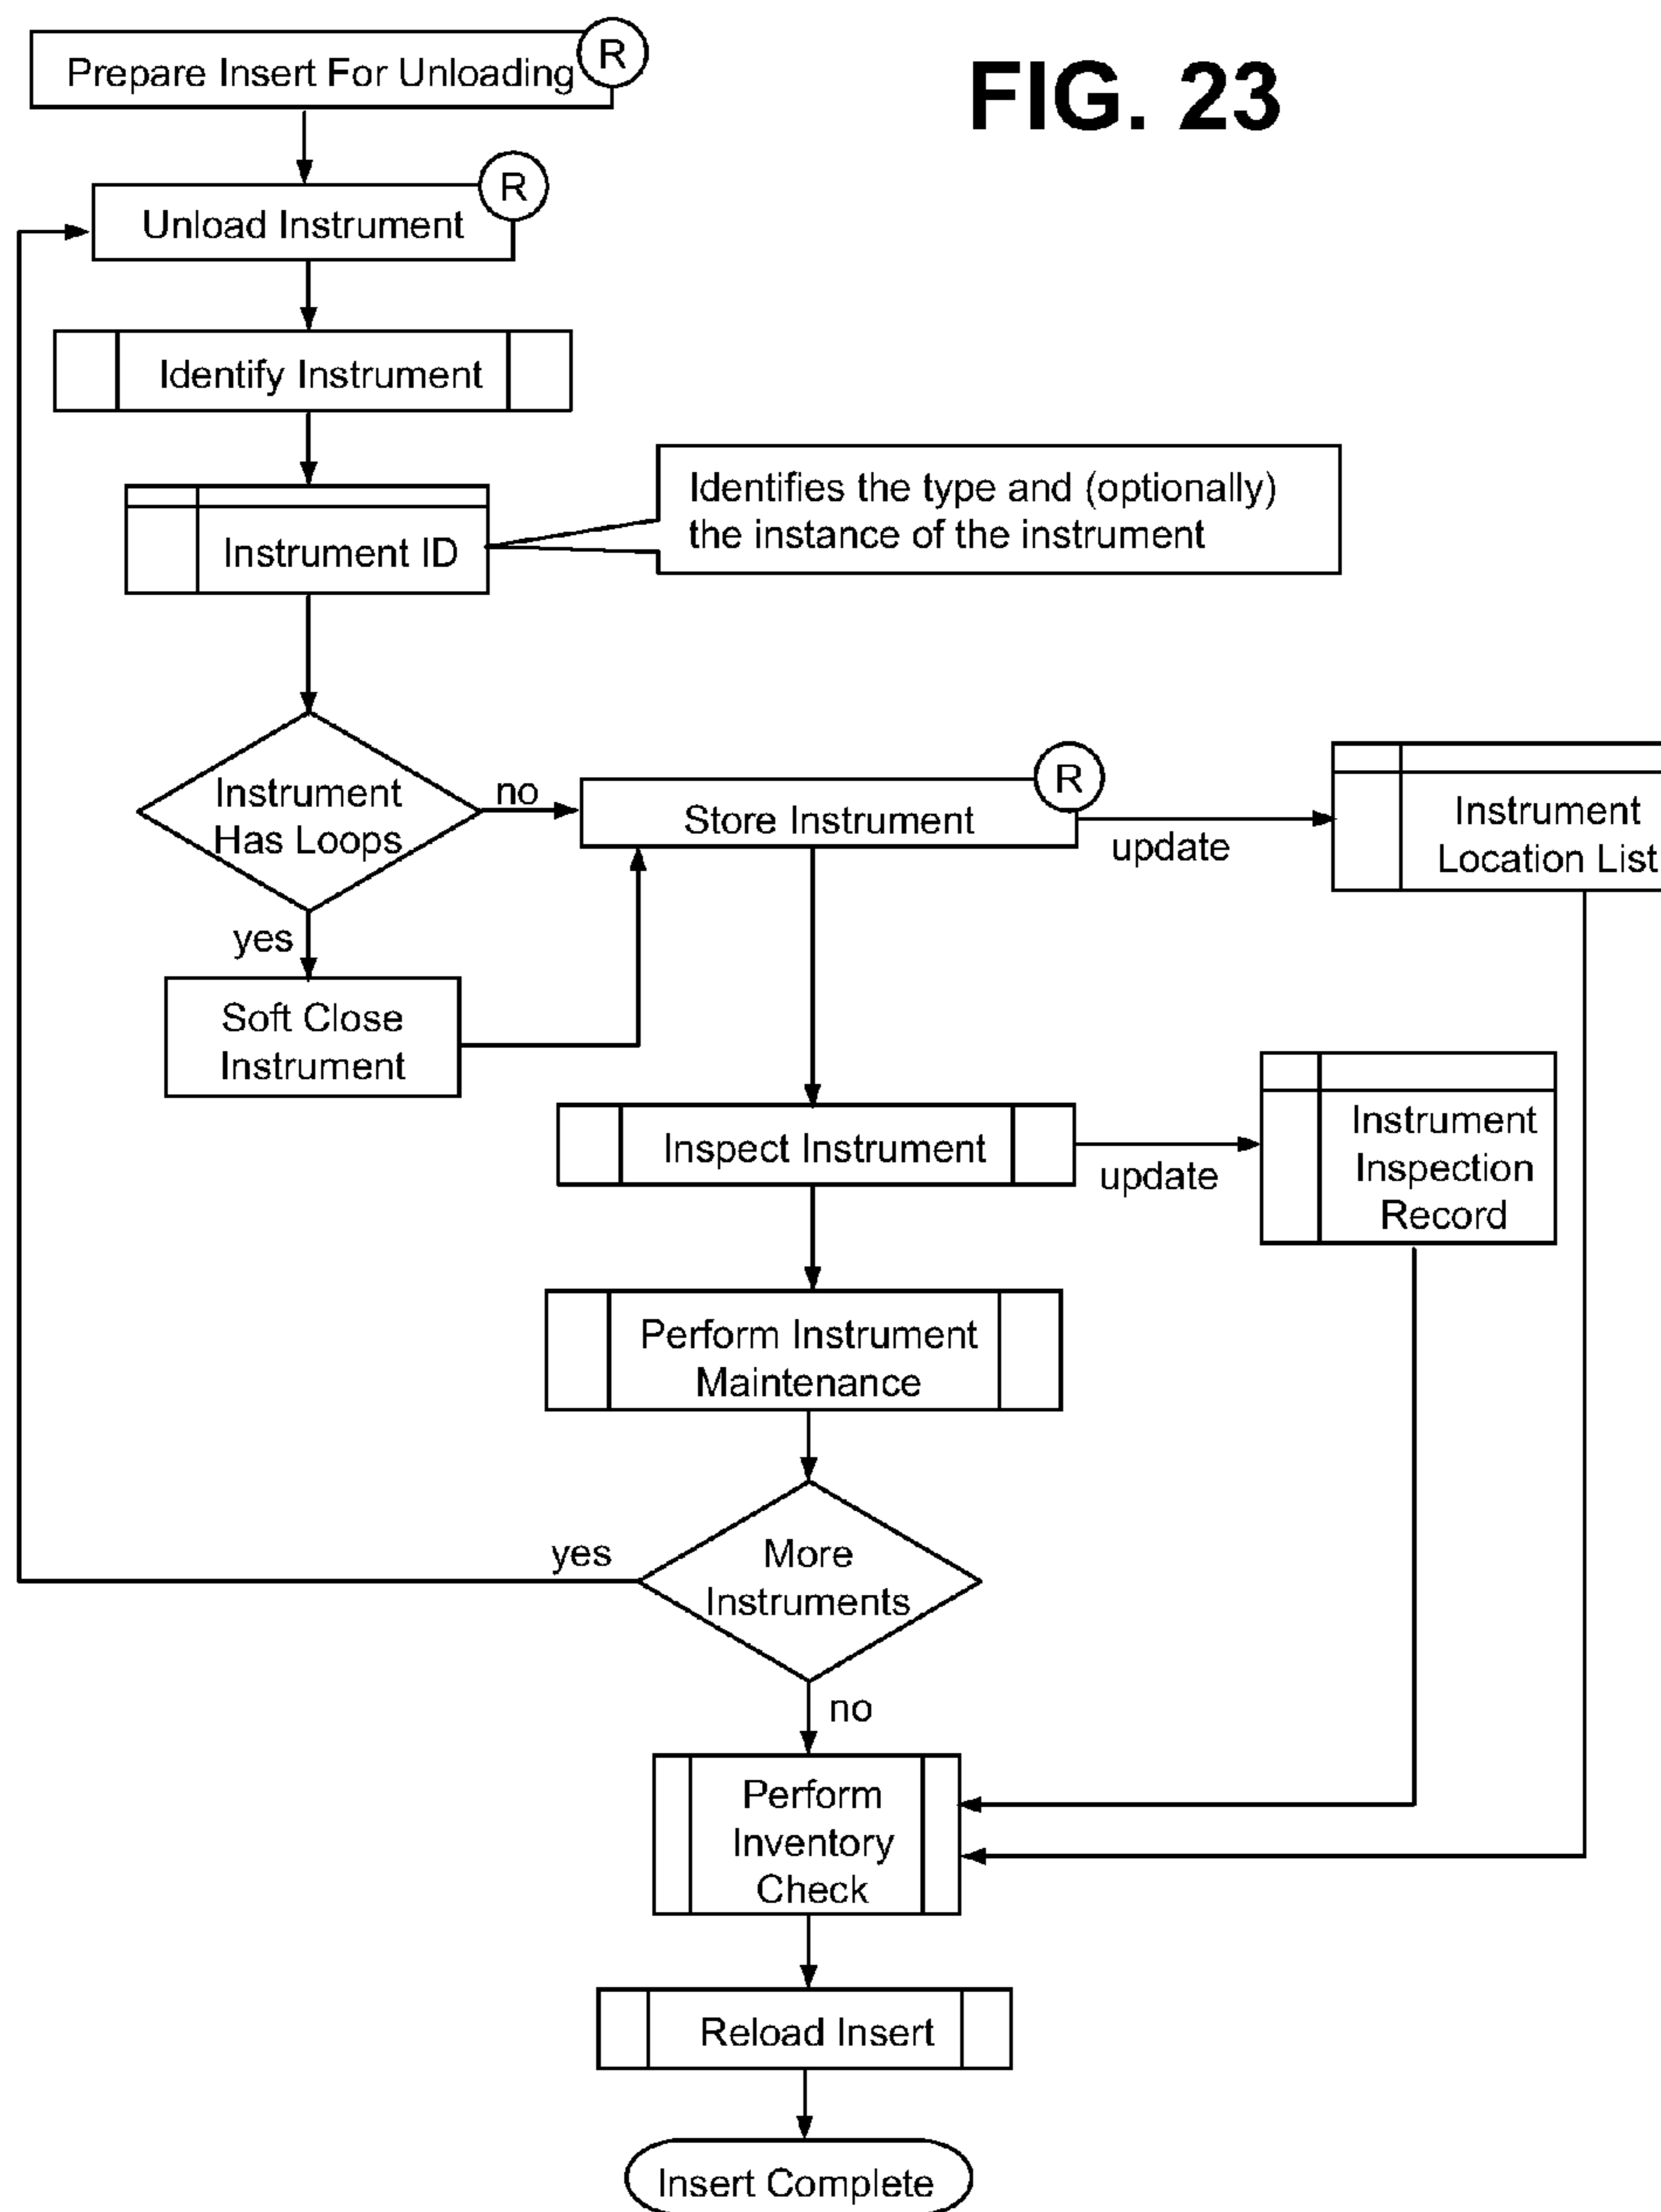 FIG. 23
Prepare Insert For Unloading
R
Unload Instrument
R
Identify Instrument
Instrument ID
Identifies the type and (optionally)
the instance of the instrument
Instrument
Has Loops
no
yes
Soft Close
Instrument
Store Instrument
R
update
Instrument
Location List
Inspect Instrument
update
Instrument
Inspection
Record
Perform Instrument
Maintenance
More
Instruments
yes
no
Perform
Inventory
Check
Reload Insert
Insert Complete